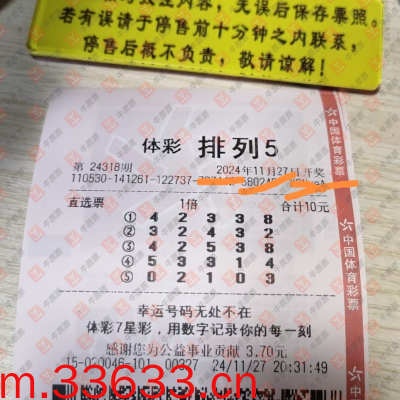 无误后保存票照。
若有误请于停售前十分钟之内联系,
停售后概不负责,敬请谅解!
体彩 排列5
第 24318期 2024年11月27日开奖
110530-141261-122737-
直选票 1倍 合计10元
① 4 2 3 3 8
② 3 2 4 3 2
③ 4 2 5 3 8
④ 5 3 3 1 4
⑤ 0 2 1 0 3
幸运号码无处不在
体彩7星彩,用数字记录你的每一刻
感谢您为公益事业贡献 3.70元
24/11/27 20:31:49
中国体育彩票
中国体育彩票
m.33633.cn